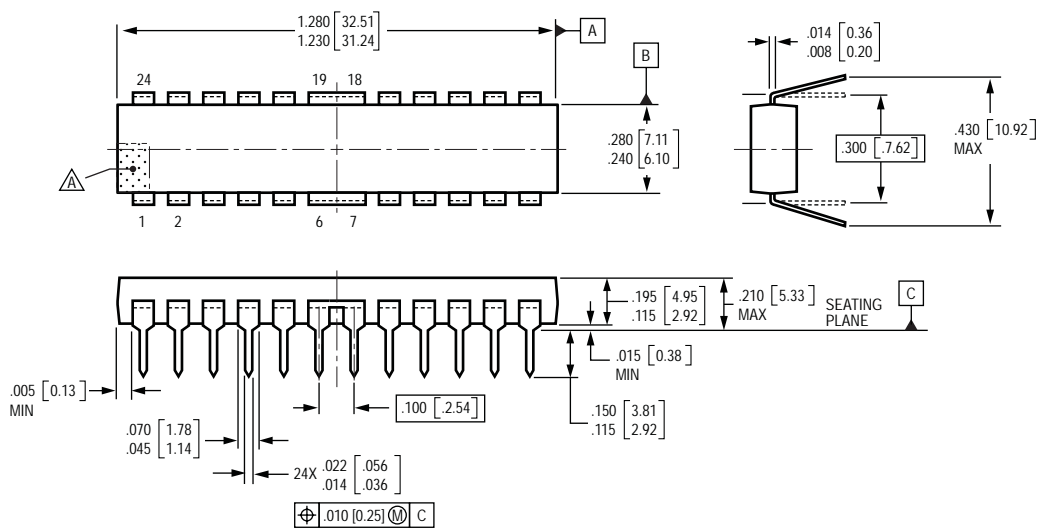 1.280 [32.51]
1.230 [31.24]
A
.014 [0.36]
.008 [0.20]
B
24 19 18
.280 [7.11]
.240 [6.10]
.300 [.7.62]
.430 [10.92]
MAX
A
1 2 6 7
.195 [4.95]
.115 [2.92]
.210 [5.33]
MAX
SEATING
PLANE
C
.015 [0.38]
MIN
.005 [0.13]
MIN
.100 [.2.54]
.150 [3.81]
.115 [2.92]
.070 [1.78]
.045 [1.14]
24X .022 [.056]
.014 [.036]
⌖ .010 [0.25] Ⓜ C